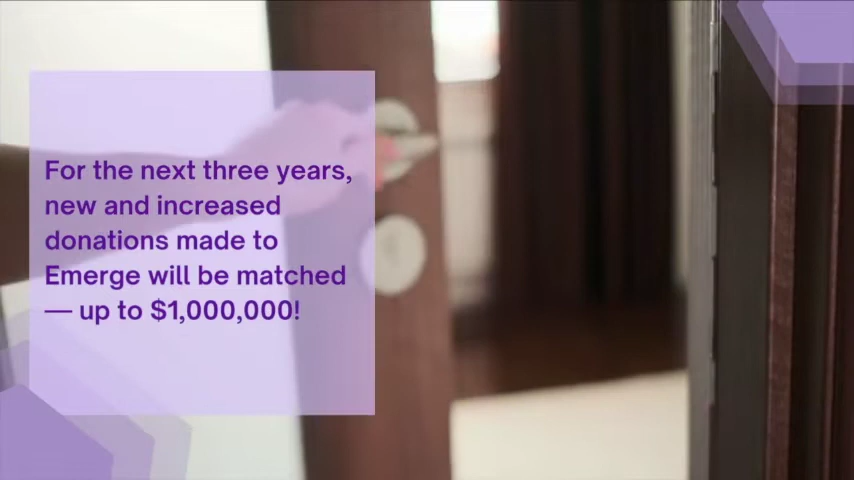 For the next three years,
new and increased
donations made to
Emerge will be matched
— up to $1,000,000!